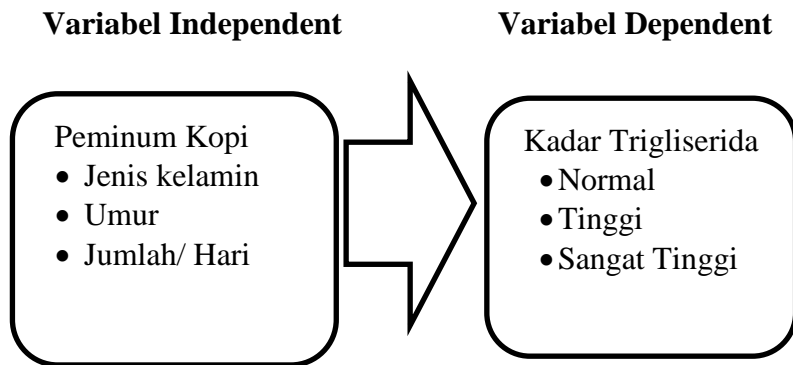 Variabel Independent
Variabel Dependent
Peminum Kopi
• Jenis kelamin
• Umur
• Jumlah/ Hari
Kadar Trigliserida
• Normal
• Tinggi
• Sangat Tinggi